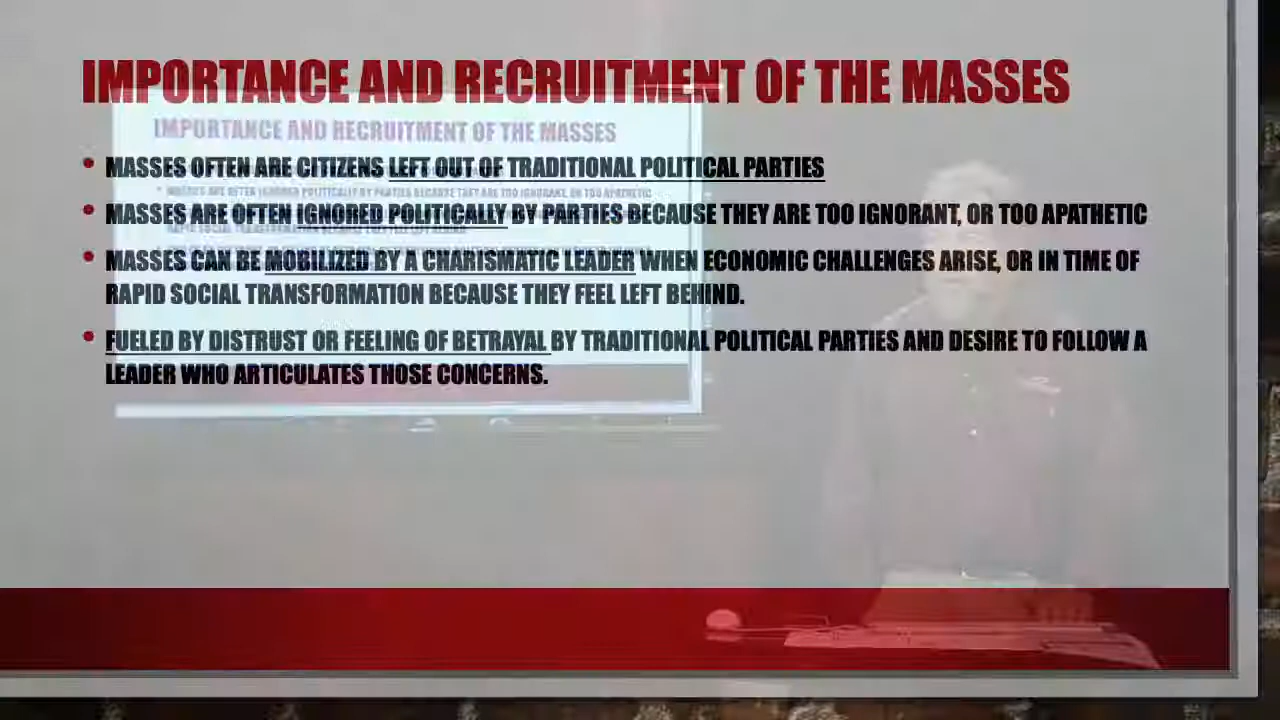 IMPORTANCE AND RECRUITMENT OF THE MASSES
IMPORTANCE AND RECRUITMENT OF THE MASSES
• MASSES OFTEN ARE CITIZENS LEFT OUT OF TRADITIONAL POLITICAL PARTIES
• MASSES ARE OFTEN IGNORED POLITICALLY BY PARTIES BECAUSE THEY ARE TOO IGNORANT, OR TOO APATHETIC
• MASSES CAN BE MOBILIZED BY A CHARISMATIC LEADER WHEN ECONOMIC CHALLENGES ARISE, OR IN TIME OF
RAPID SOCIAL TRANSFORMATION BECAUSE THEY FEEL LEFT BEHIND.
• FUELED BY DISTRUST OR FEELING OF BETRAYAL BY TRADITIONAL POLITICAL PARTIES AND DESIRE TO FOLLOW A
LEADER WHO ARTICULATES THOSE CONCERNS.